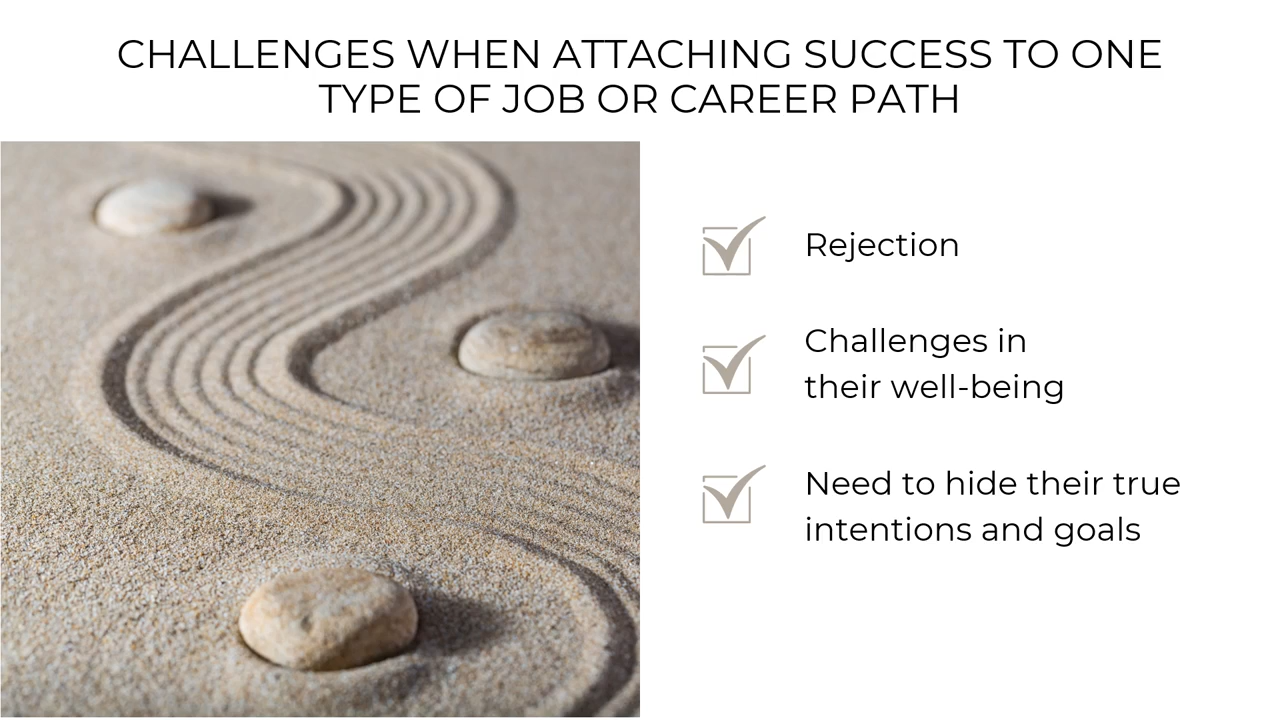 CHALLENGES WHEN ATTACHING SUCCESS TO ONE
TYPE OF JOB OR CAREER PATH
Rejection
Challenges in
their well-being
Need to hide their true
intentions and goals